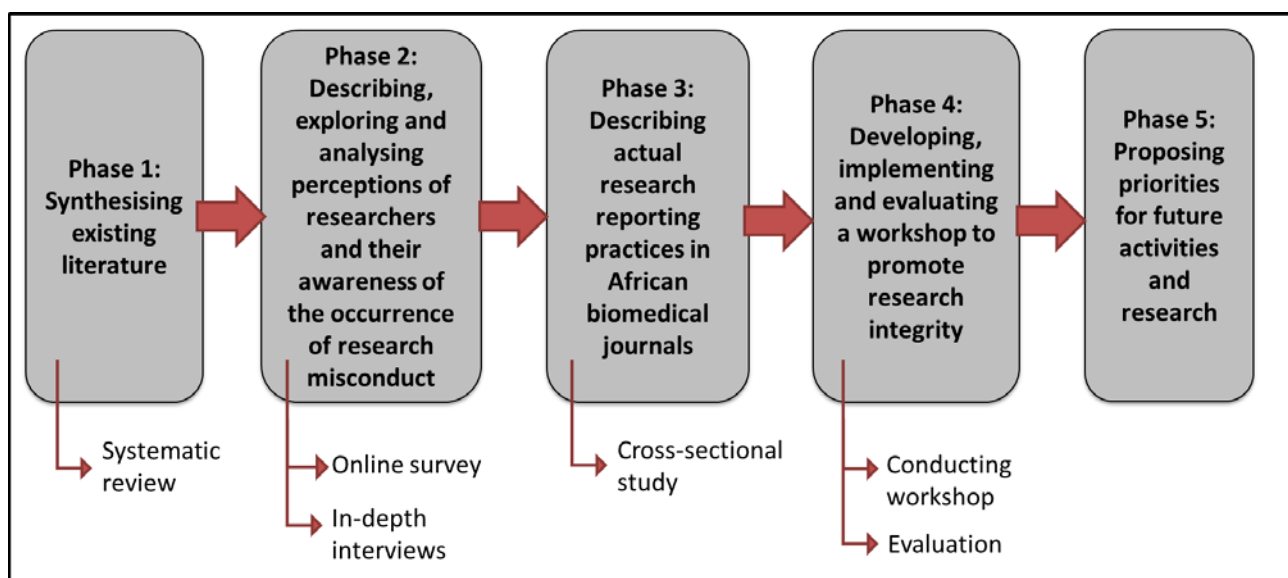 Phase 1:
Synthesising
existing
literature
Systematic
review
Phase 2:
Describing,
exploring and
analysing
perceptions of
researchers
and their
awareness of
the occurrence
of research
misconduct
Online survey
In-depth
interviews
Phase 3:
Describing
actual
research
reporting
practices in
African
biomedical
journals
Cross-sectional
study
Phase 4:
Developing,
implementing
and evaluating
a workshop to
promote
research
integrity
Conducting
workshop
Evaluation
Phase 5:
Proposing
priorities
for future
activities
and
research